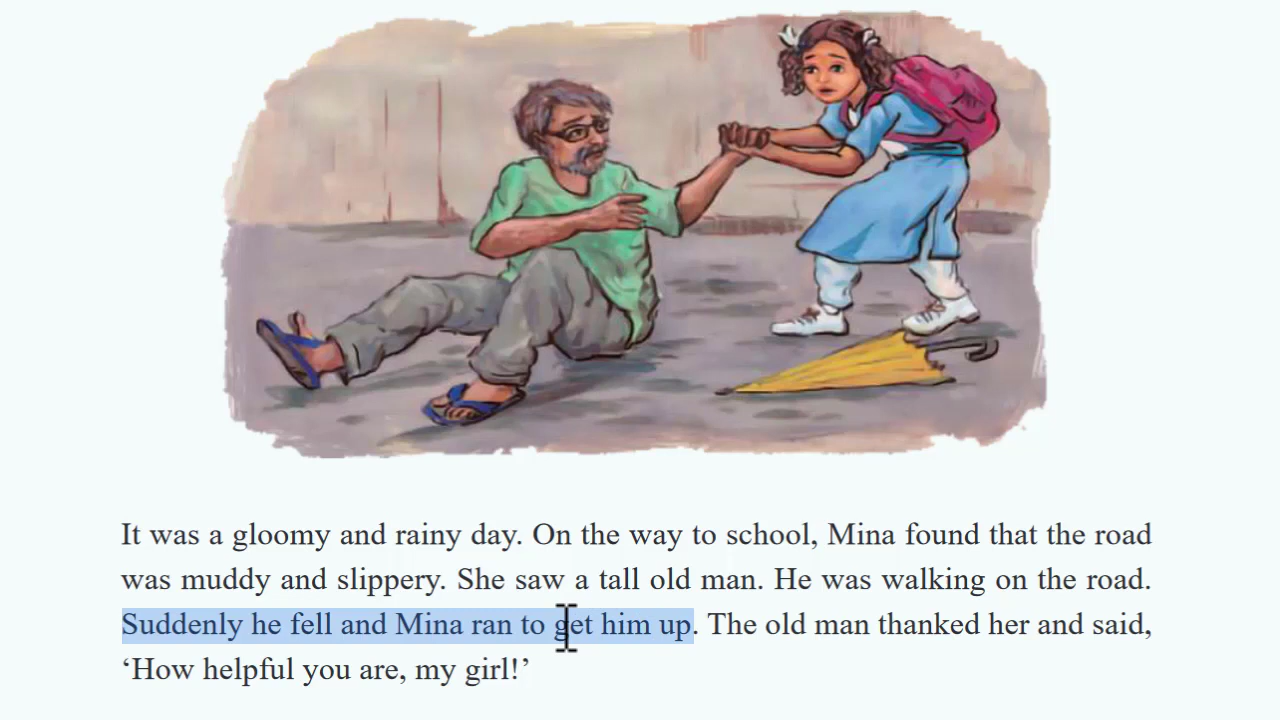 It was a gloomy and rainy day. On the way to school, Mina found that the road
was muddy and slippery. She saw a tall old man. He was walking on the road.
Suddenly he fell and Mina ran to get him up. The old man thanked her and said,
‘How helpful you are, my girl!’